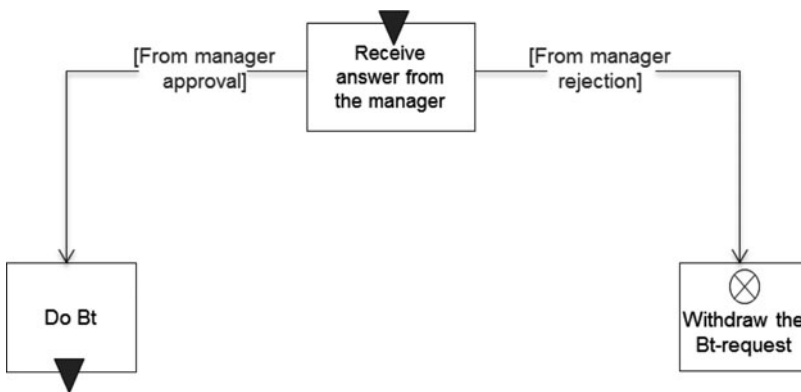 [From manager
approval]
Receive
answer from
the manager
[From manager
rejection]
Do Bt
Withdraw the
Bt-request